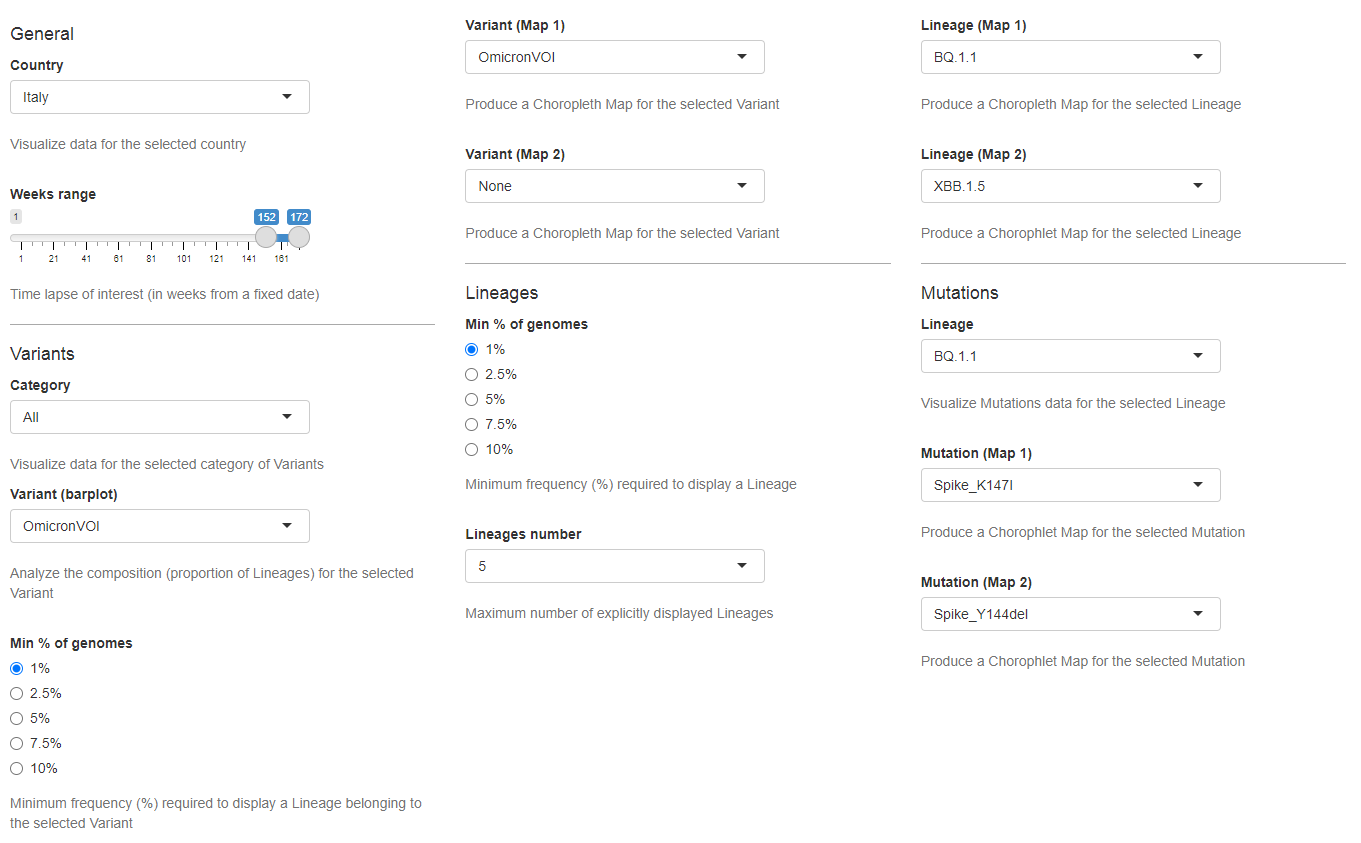 General
Country
Italy
Visualize data for the selected country
Weeks range
1
152 172
1 21 41 61 81 101 121 141 161
Time lapse of interest (in weeks from a fixed date)
Variants
Category
All
Visualize data for the selected category of Variants
Variant (barplot)
OmicronVOI
Analyze the composition (proportion of Lineages) for the selected
Variant
Min % of genomes
1%
2.5%
5%
7.5%
10%
Minimum frequency (%) required to display a Lineage belonging to
the selected Variant
Variant (Map 1)
OmicronVOI
Produce a Choropleth Map for the selected Variant
Variant (Map 2)
None
Produce a Choropleth Map for the selected Variant
Lineages
Min % of genomes
1%
2.5%
5%
7.5%
10%
Minimum frequency (%) required to display a Lineage
Lineages number
5
Maximum number of explicitly displayed Lineages
Lineage (Map 1)
BQ.1.1
Produce a Choropleth Map for the selected Lineage
Lineage (Map 2)
XBB.1.5
Produce a Chorophlet Map for the selected Lineage
Mutations
Lineage
BQ.1.1
Visualize Mutations data for the selected Lineage
Mutation (Map 1)
Spike_K147I
Produce a Chorophlet Map for the selected Mutation
Mutation (Map 2)
Spike_Y144del
Produce a Chorophlet Map for the selected Mutation